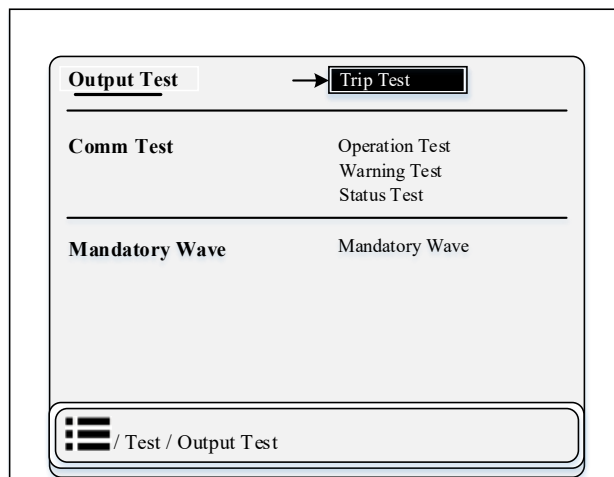 Output Test Trip Test
Comm Test Operation Test
Warning Test
Status Test
Mandatory Wave Mandatory Wave
/ Test / Output Test